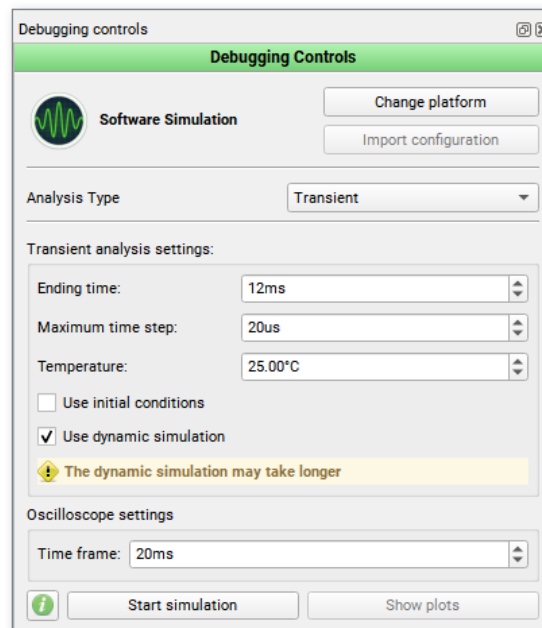 Debugging controls
Debugging Controls
Software Simulation
Change platform
Import configuration
Analysis Type
Transient
Transient analysis settings:
Ending time:
12ms
Maximum time step:
20us
Temperature:
25.00°C
Use initial conditions
Use dynamic simulation
The dynamic simulation may take longer
Oscilloscope settings
Time frame:
20ms
Start simulation
Show plots